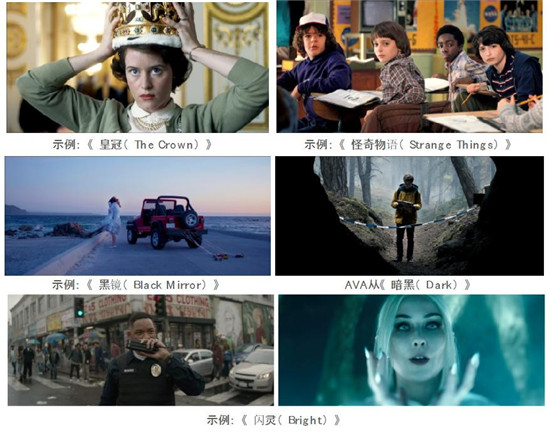 示例:《 皇冠( The Crown) 》
示例:《 怪奇物语( Strange Things) 》
示例:《 黑镜( Black Mirror) 》
AVA从《 暗黑( Dark) 》
CLOTHING
示例:《 闪灵( Bright) 》